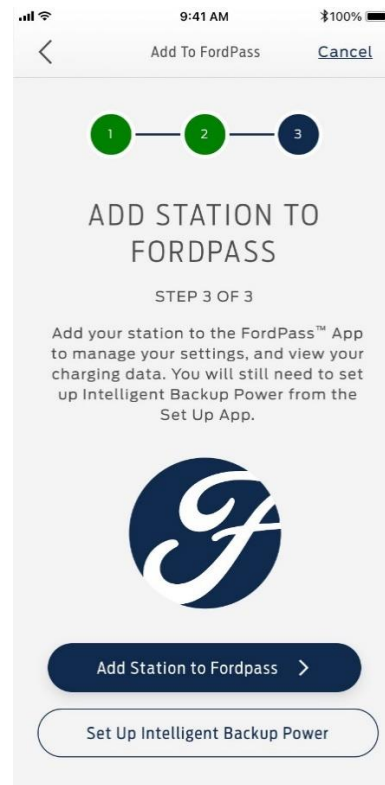 9:41 AM 100%
Add To FordPass Cancel
1 2 3
ADD STATION TO
FORDPASS
STEP 3 OF 3
Add your station to the FordPass™ App
to manage your settings, and view your
charging data. You will still need to set
up Intelligent Backup Power from the
Set Up App.
Add Station to Fordpass
Set Up Intelligent Backup Power